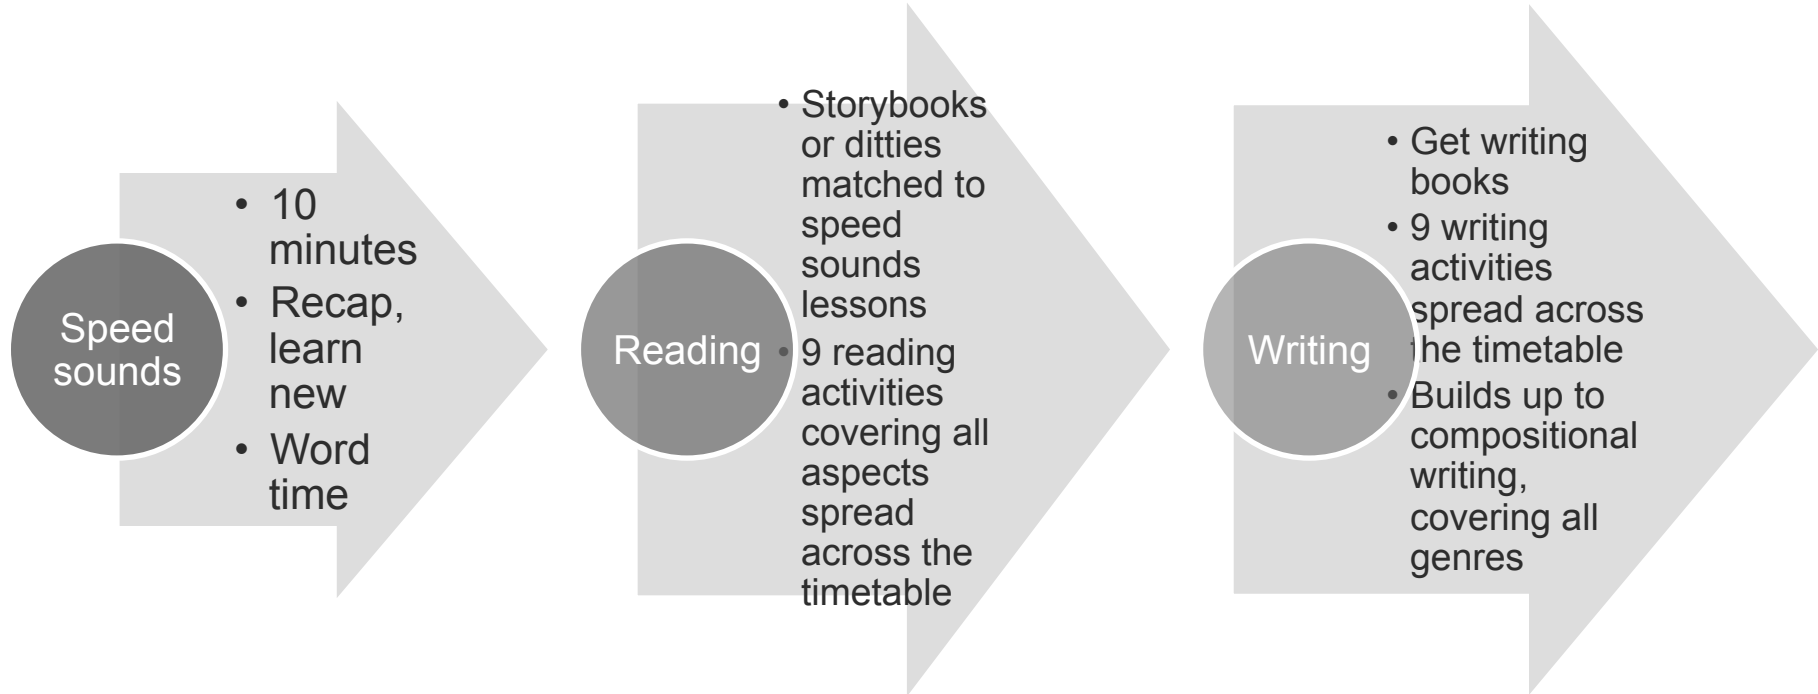 Speed
sounds
• 10
minutes
• Recap,
learn
new
• Word
time
Reading
• Storybooks
or ditties
matched to
speed
sounds
lessons
• 9 reading
activities
covering all
aspects
spread
across the
timetable
Writing
• Get writing
books
• 9 writing
activities
spread across
the timetable
• Builds up to
compositional
writing,
covering all
genres